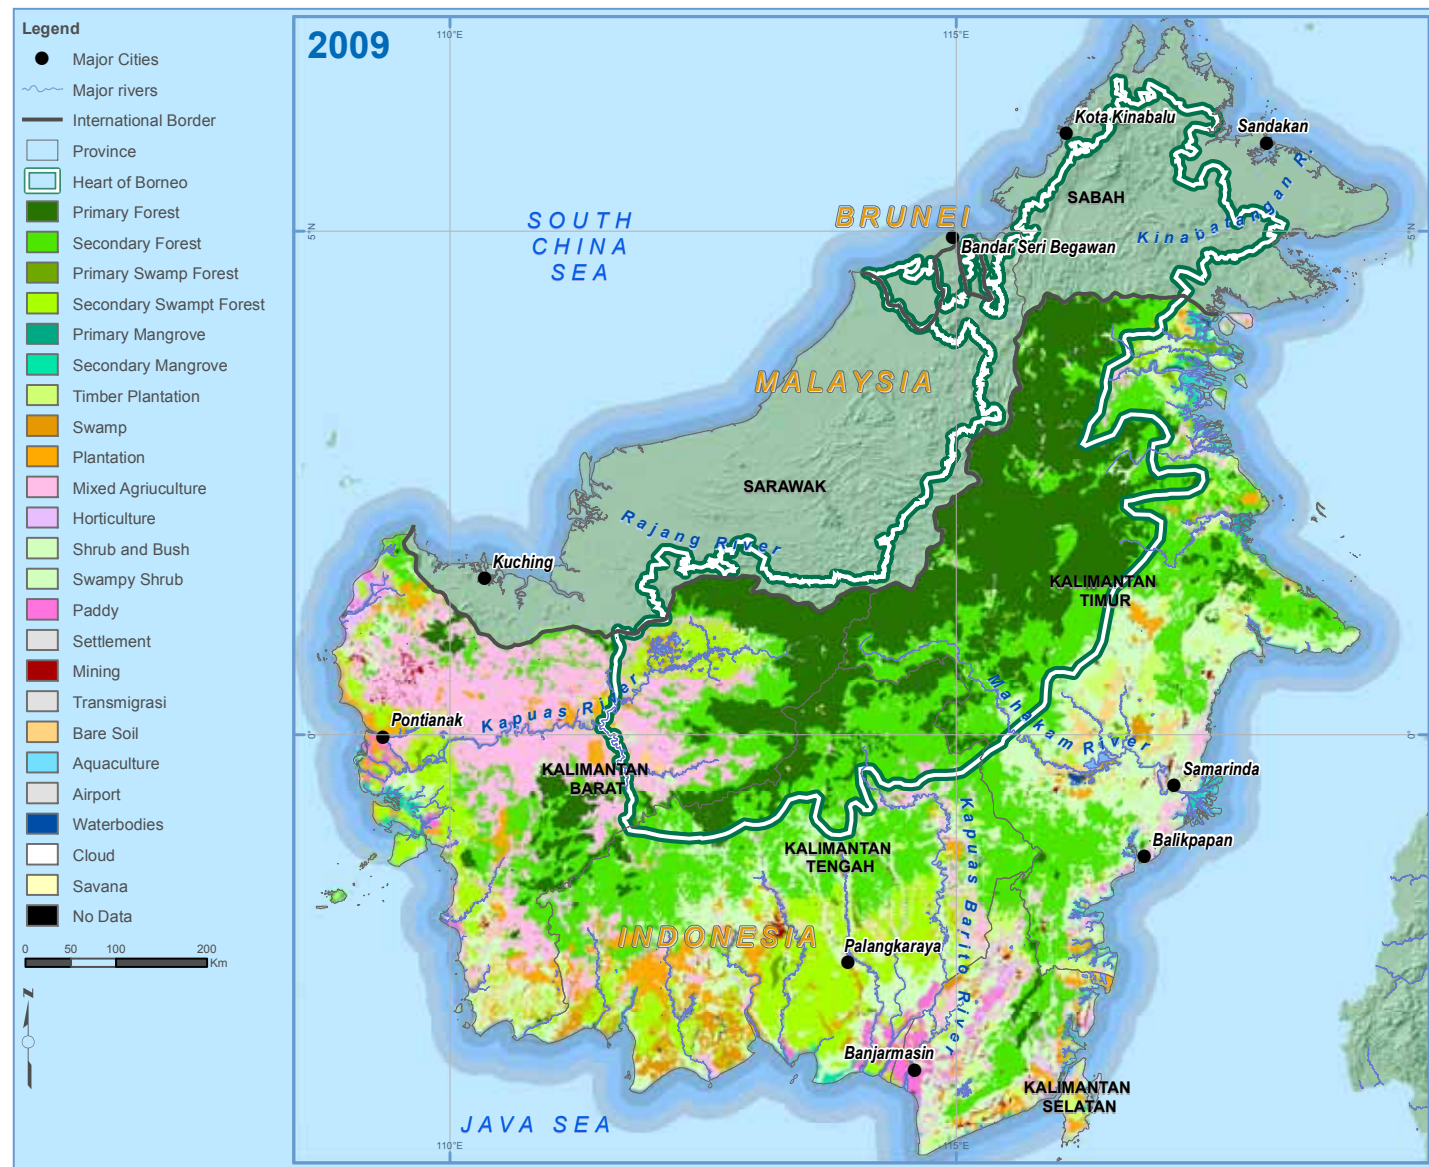 Legend
Major Cities
Major rivers
International Border
Province
Heart of Borneo
Primary Forest
Secondary Forest
Primary Swamp Forest
Secondary Swampt Forest
Primary Mangrove
Secondary Mangrove
Timber Plantation
Swamp
Plantation
Mixed Agriuculture
Horticulture
Shrub and Bush
Swampy Shrub
Paddy
Settlement
Mining
Transmigrasi
Bare Soil
Aquaculture
Airport
Waterbodies
Cloud
Savana
No Data
0 50 100 200
Km
N
2009
110°E
115°E
Kota Kinabalu
Sandakan
SABAH
Kinabatangan R.
BRUNEI
Bandar Seri Begawan
5°N
5°N
SOUTH
CHINA
SEA
MALAYSIA
SARAWAK
Rajang River
Kuching
KALIMANTAN
TIMUR
Kapuas River
Pontianak
Mahakam River
0
0
KALIMANTAN
BARAT
Samarinda
Balikpapan
KALIMANTAN
TENGAH
Kapuas Barito River
INDONESIA
Palangkaraya
Banjarmasin
KALIMANTAN
SELATAN
JAVA SEA
110°E
115°E